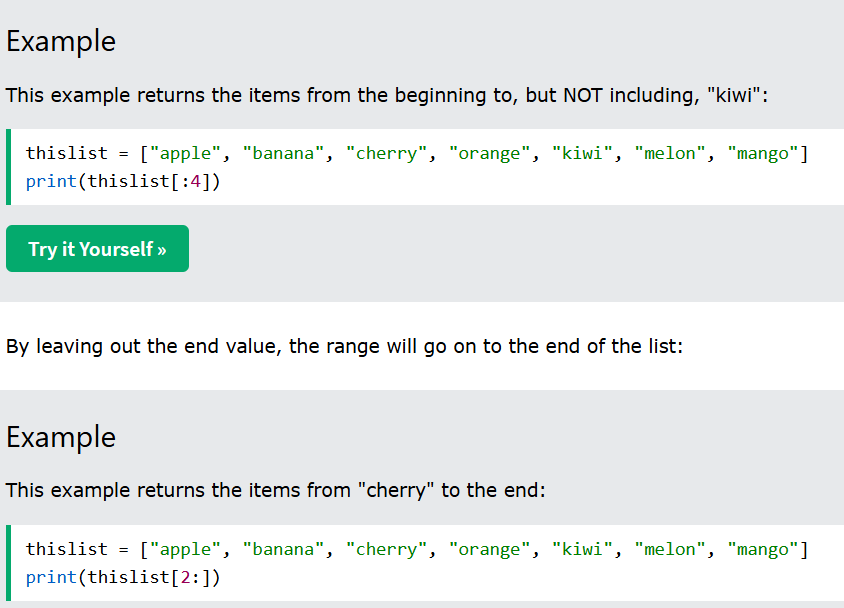 Example
This example returns the items from the beginning to, but NOT including, "kiwi":
thislist = ["apple", "banana", "cherry", "orange", "kiwi", "melon", "mango"]
print(thislist[:4])
Try it Yourself »
By leaving out the end value, the range will go on to the end of the list:
Example
This example returns the items from "cherry" to the end:
thislist = ["apple", "banana", "cherry", "orange", "kiwi", "melon", "mango"]
print(thislist[2:])